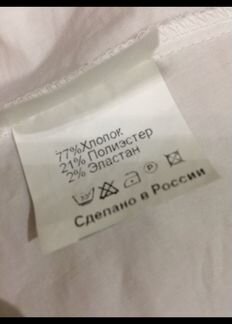 77%Хлопок
21% Полиэстер
2% Эластан
Сделано в России